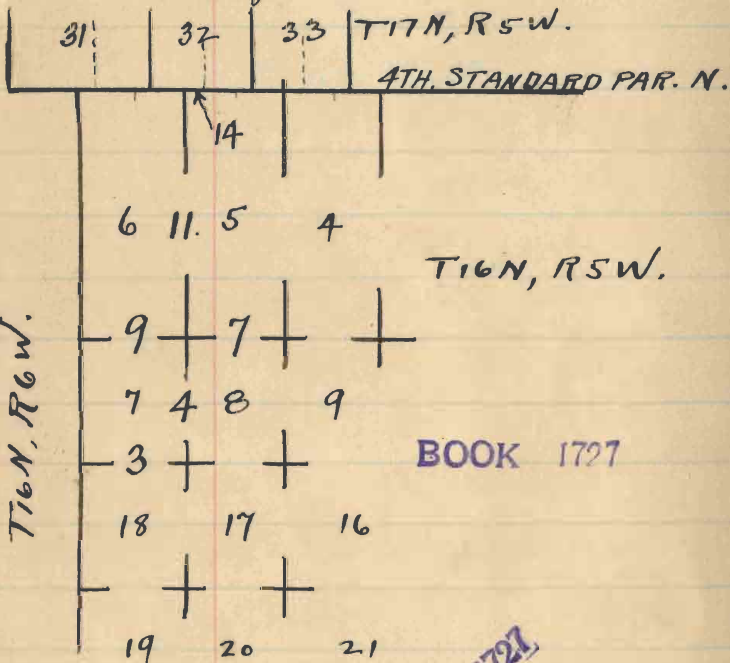 31 32 33 T17N, R5W.
4TH. STANDARD PAR. N.
14
6 11. 5 4
T16N, R5W.
9 7
T16N, R6W.
7 4 8 9
3
BOOK 1727
18 17 16
19 20 21
1727